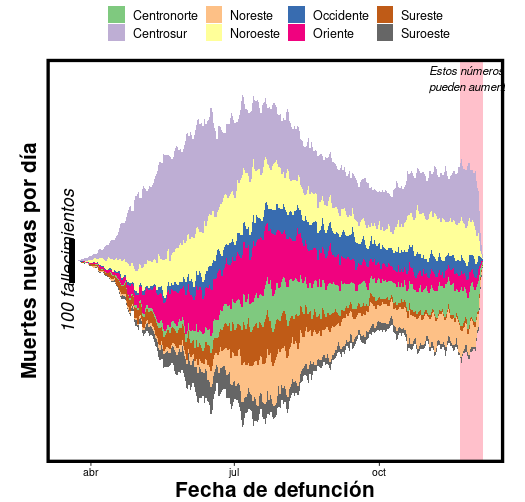 Centronorte Noreste Occidente Sureste
Centrosur Noroeste Oriente Suroeste
Estos números
pueden aument
Muertes nuevas por día
100 fallecimientos
abr jul oct
Fecha de defunción